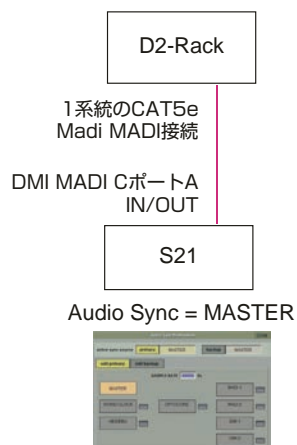 D2-Rack
1系統のCAT5e
Madi MADI接続
DMI MADI CポートA
IN/OUT
S21
Audio Sync = MASTER
MASTER